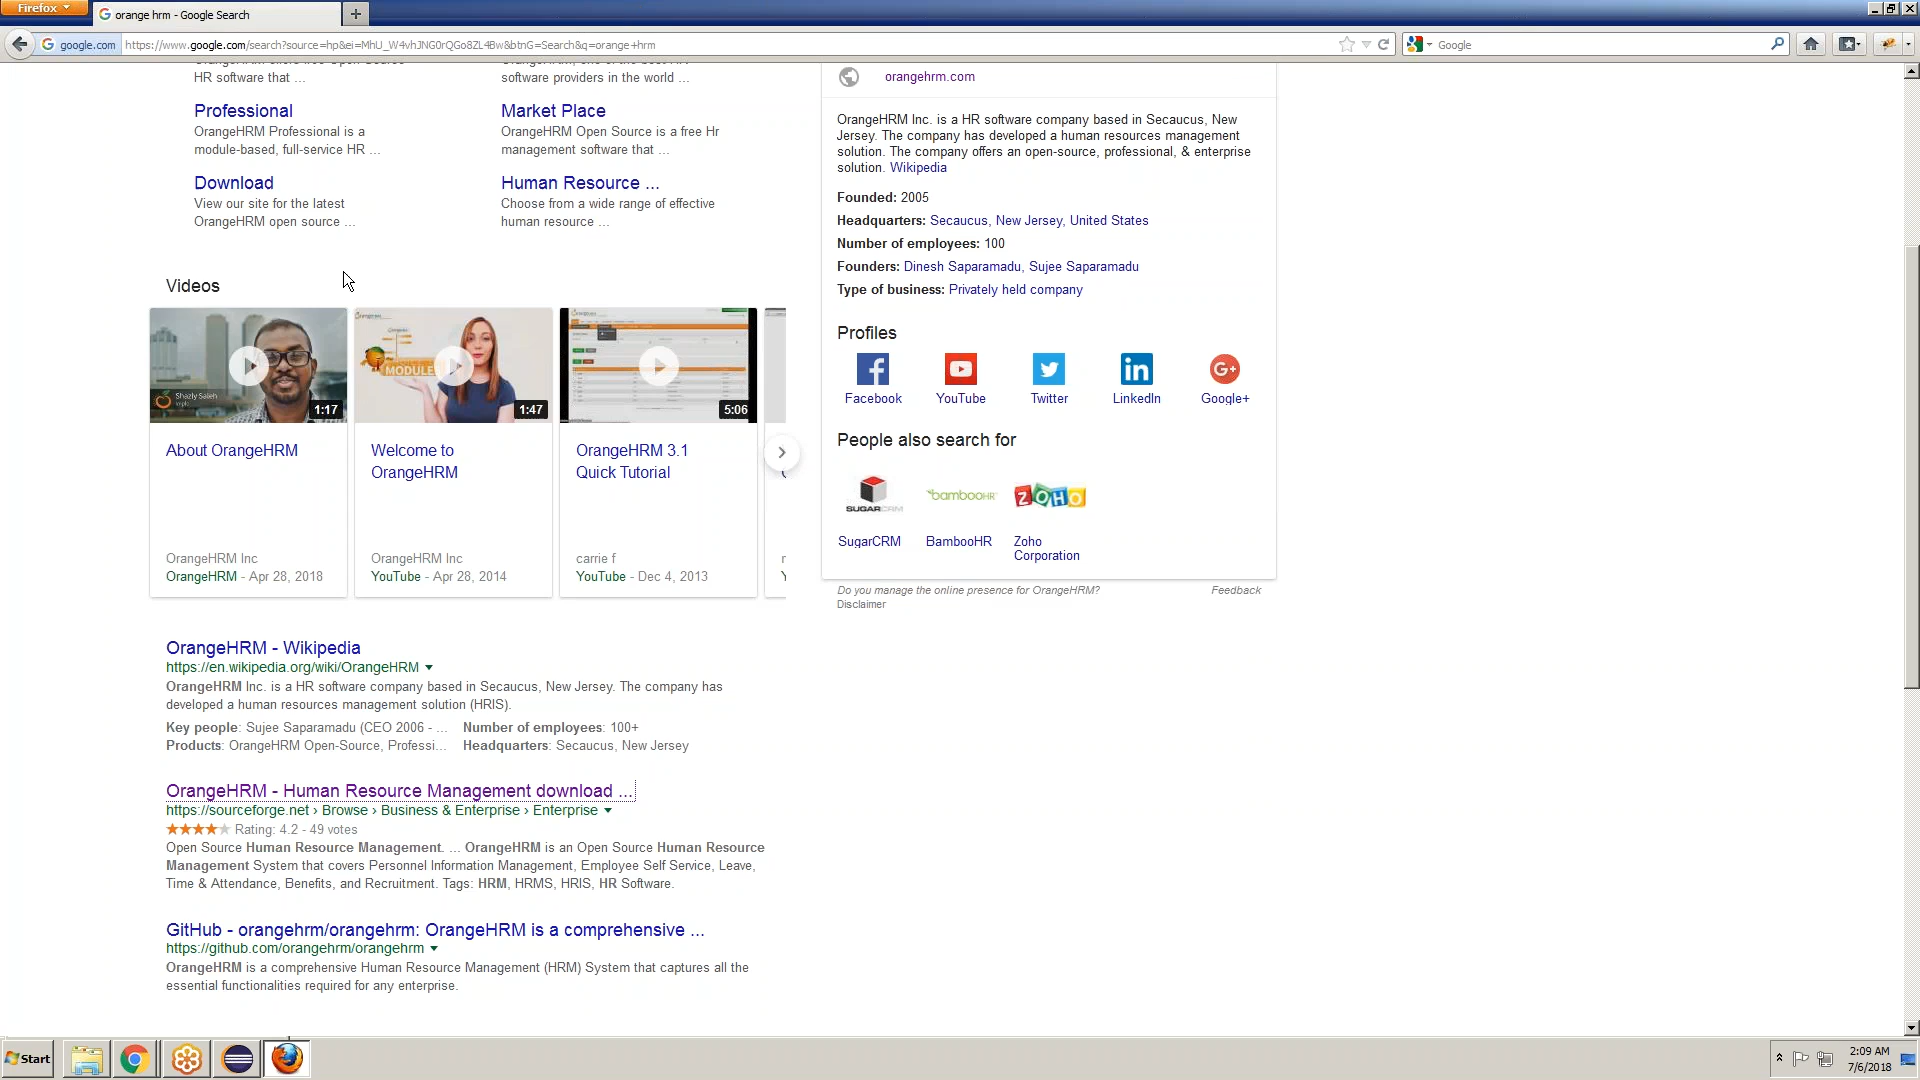 Firefox
orange hrm - Google Search
google.com
https://www.google.com/search?source=hp&ei=MhU_W4vhJNG0rQGo8ZL4Bw&btnG=Search&q=orange+hrm
Google
HR software that ...
software providers in the world ...
Professional
OrangeHRM Professional is a
module-based, full-service HR ...
Market Place
OrangeHRM Open Source is a free Hr
management software that ...
Download
View our site for the latest
OrangeHRM open source ...
Human Resource ...
Choose from a wide range of effective
human resource ...
Videos
Shazly Saleh
1:17
About OrangeHRM
OrangeHRM Inc
OrangeHRM - Apr 28, 2018
MODULE
1:47
Welcome to
OrangeHRM
OrangeHRM Inc
YouTube - Apr 28, 2014
5:06
OrangeHRM 3.1
Quick Tutorial
carrie f
YouTube - Dec 4, 2013
OrangeHRM - Wikipedia
https://en.wikipedia.org/wiki/OrangeHRM
OrangeHRM Inc. is a HR software company based in Secaucus, New Jersey. The company has
developed a human resources management solution (HRIS).
Key people: Sujee Saparamadu (CEO 2006 - ...
Number of employees: 100+
Products: OrangeHRM Open-Source, Professi...
Headquarters: Secaucus, New Jersey
OrangeHRM - Human Resource Management download ...
https://sourceforge.net › Browse › Business & Enterprise › Enterprise
Rating: 4.2 - 49 votes
Open Source Human Resource Management. ... OrangeHRM is an Open Source Human Resource
Management System that covers Personnel Information Management, Employee Self Service, Leave,
Time & Attendance, Benefits, and Recruitment. Tags: HRM, HRMS, HRIS, HR Software.
GitHub - orangehrm/orangehrm: OrangeHRM is a comprehensive ...
https://github.com/orangehrm/orangehrm
OrangeHRM is a comprehensive Human Resource Management (HRM) System that captures all the
essential functionalities required for any enterprise.
orangehrm.com
OrangeHRM Inc. is a HR software company based in Secaucus, New
Jersey. The company has developed a human resources management
solution. The company offers an open-source, professional, & enterprise
solution. Wikipedia
Founded: 2005
Headquarters: Secaucus, New Jersey, United States
Number of employees: 100
Founders: Dinesh Saparamadu, Sujee Saparamadu
Type of business: Privately held company
Profiles
Facebook
YouTube
Twitter
LinkedIn
Google+
People also search for
SUGARCRM
bambooHR
ZOHO
SugarCRM
BambooHR
Zoho
Corporation
Do you manage the online presence for OrangeHRM?
Feedback
Disclaimer
Start
2:09 AM
7/6/2018